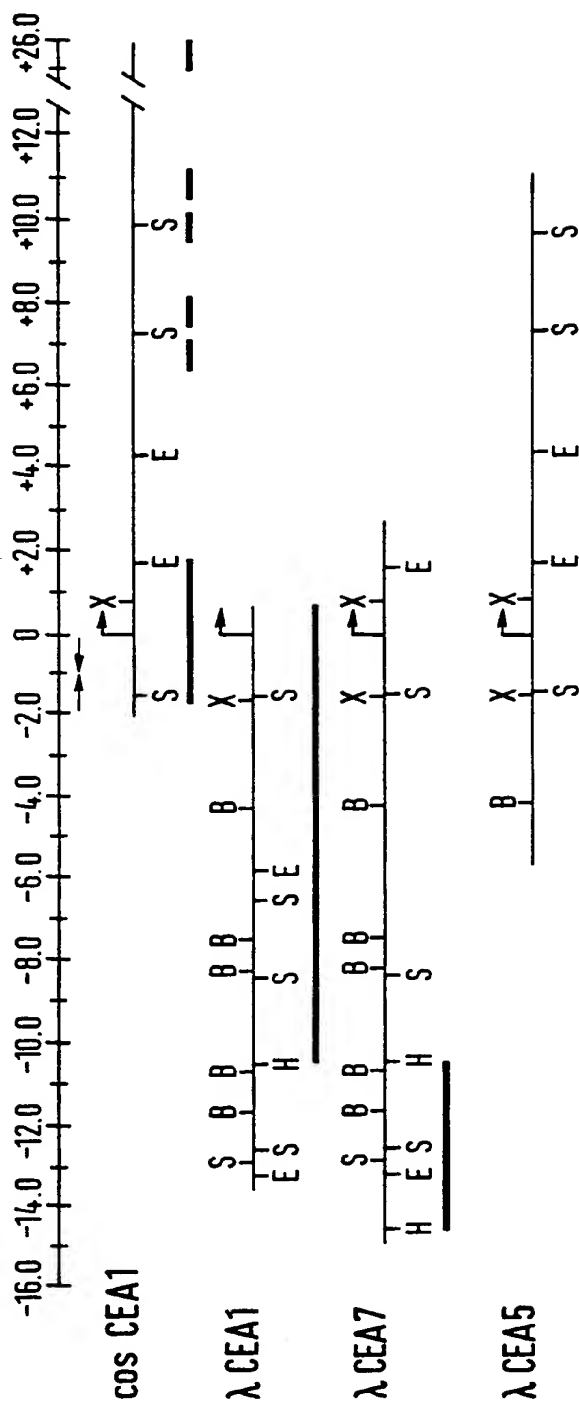 -16.0 -14.0 -12.0 -10.0 -8.0 -6.0 -4.0 -2.0 0 +2.0 +4.0 +6.0 +8.0 +10.0 +12.0 +26.0
X
cos CEA1
S E E S S
S B B B B B X
λ CEA1
E S H S S E S
S B B B B B X X
λ CEA7
H E S H S S E
B X X
λ CEA5
S E E S S